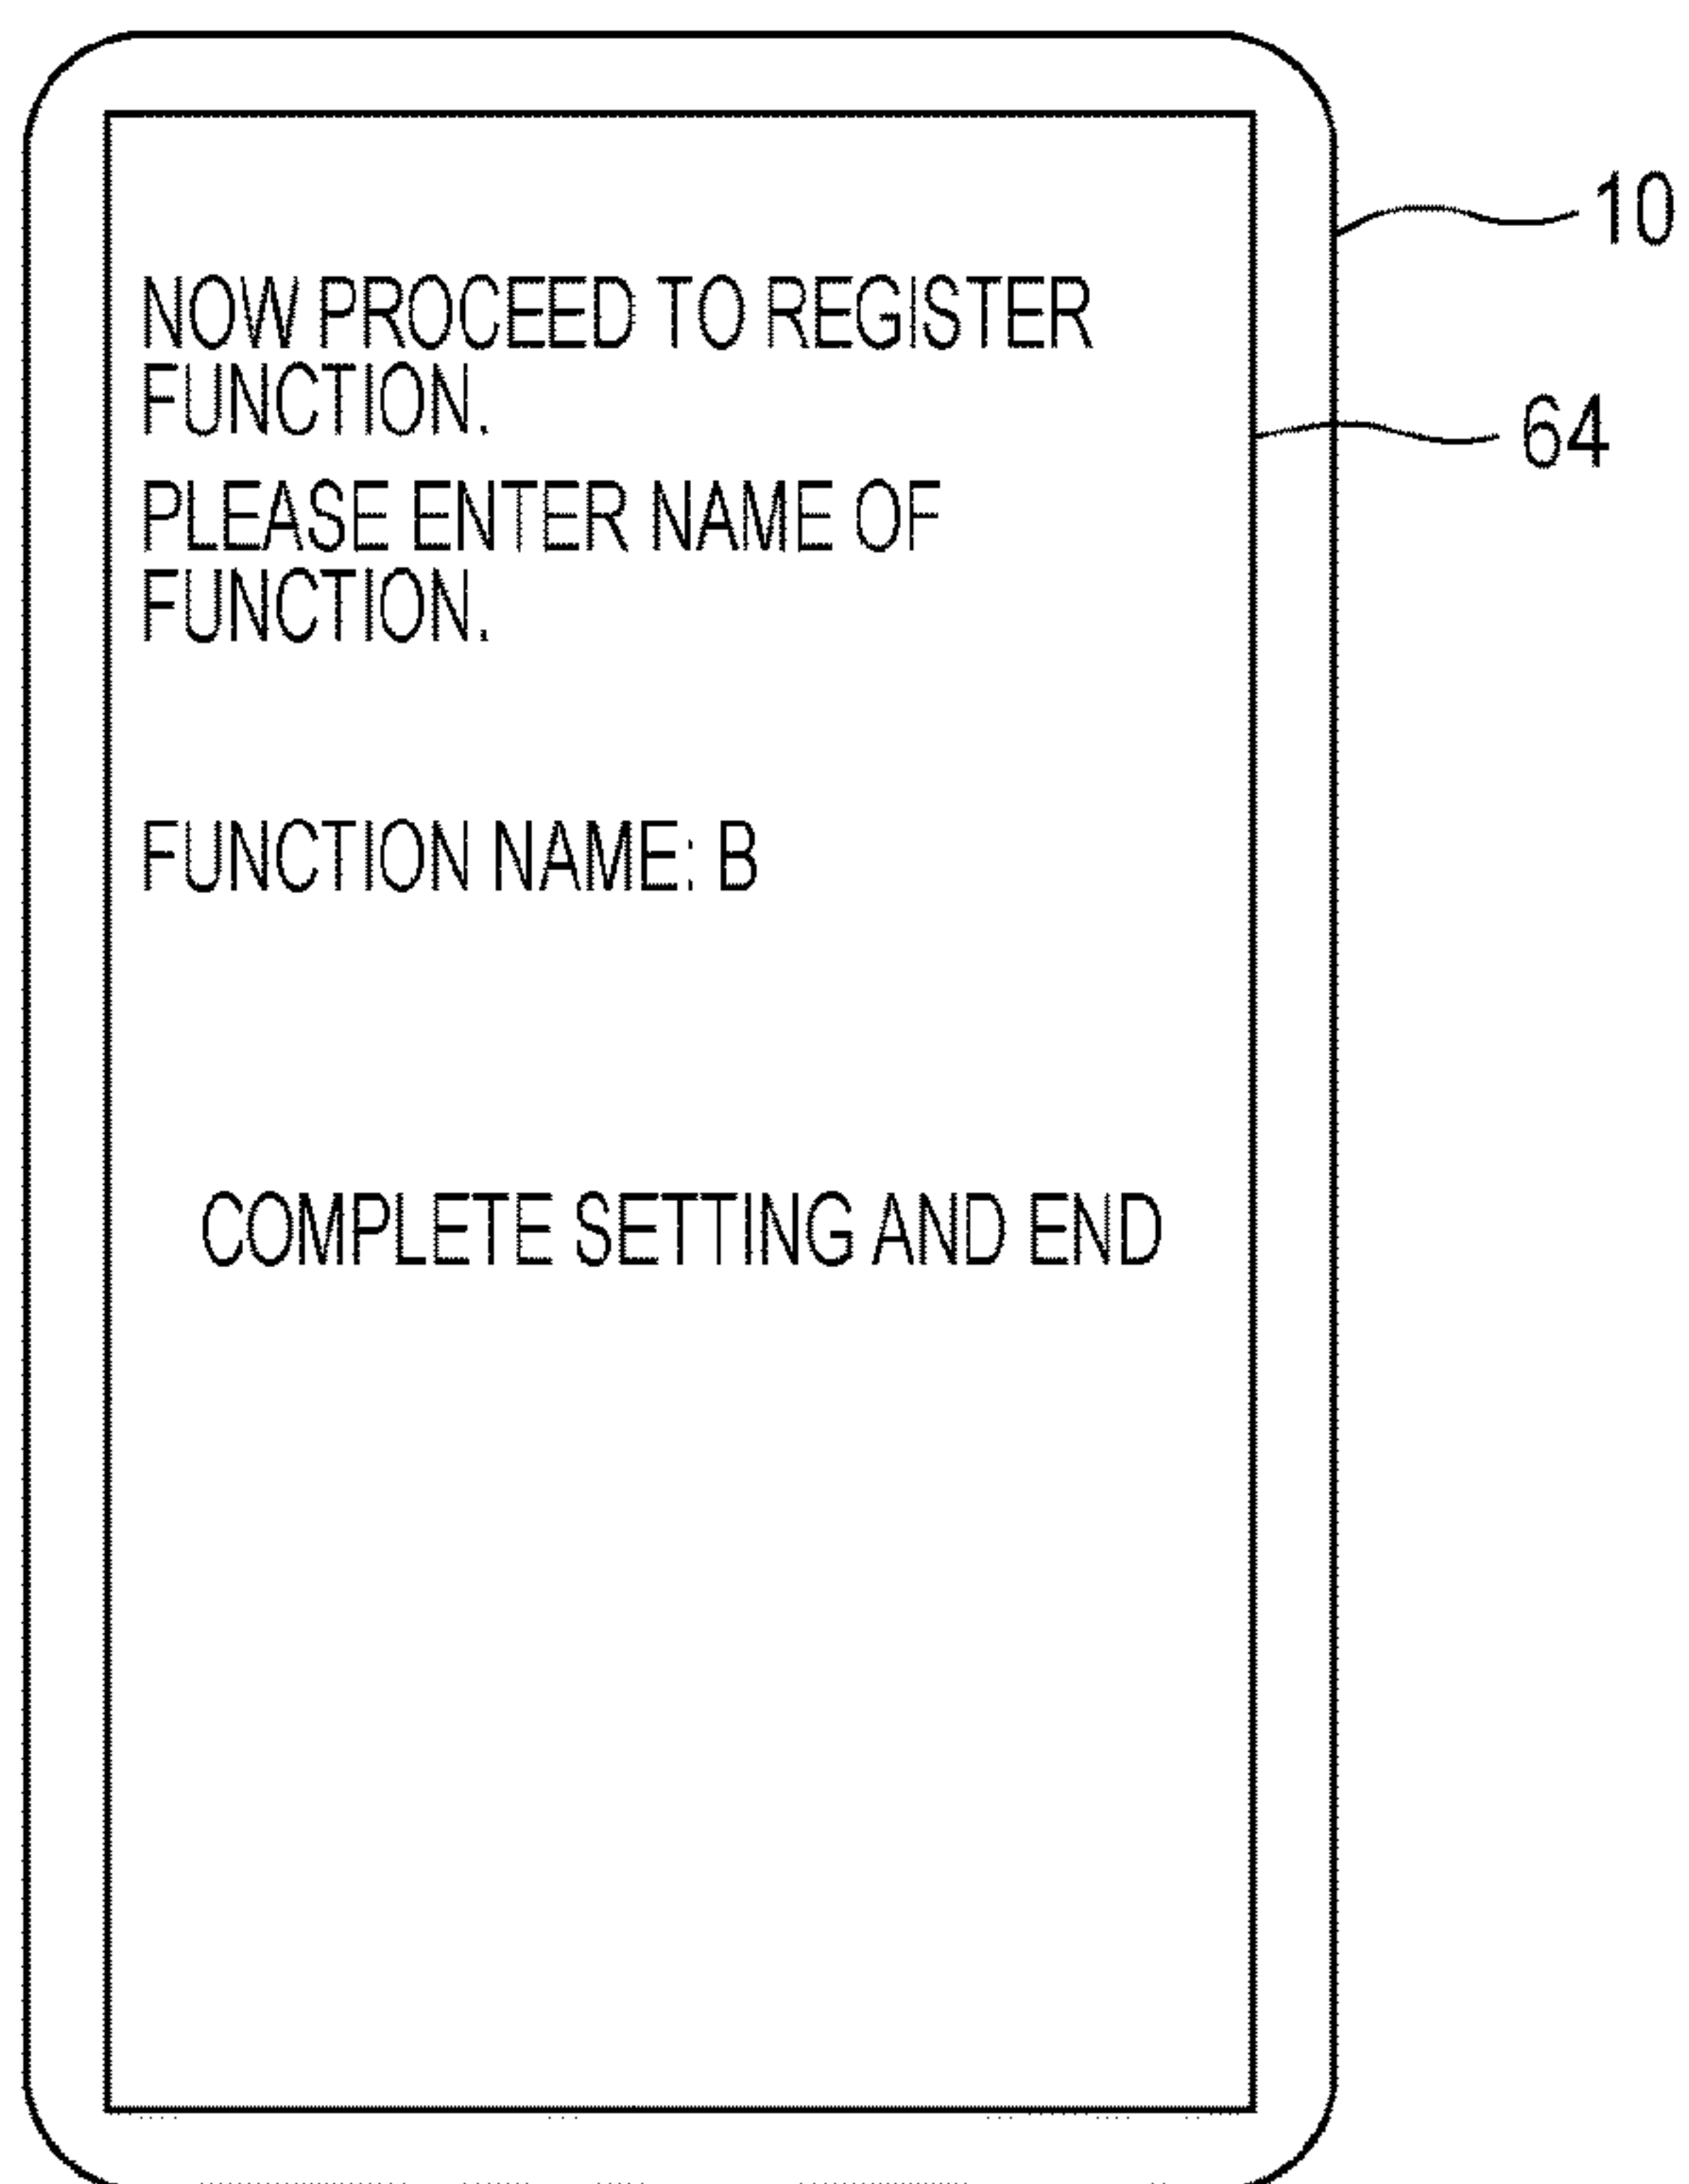 NOW PROCEED TO REGISTER
FUNCTION.
PLEASE ENTER NAME OF
FUNCTION.
FUNCTION NAME: B
COMPLETE SETTING AND END
10
64